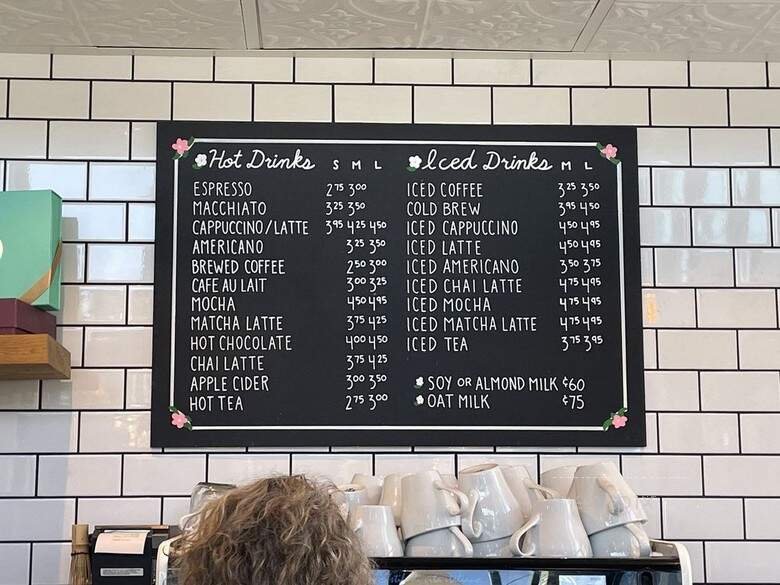 Hot Drinks S M L
ESPRESSO 2 75 3 00
MACCHIATO 3 25 3 50
CAPPUCCINO/LATTE 3 95 4 25 4 50
AMERICANO 3 25 3 50
BREWED COFFEE 2 50 3 00
CAFE AU LAIT 3 00 3 25
MOCHA 4 50 4 95
MATCHA LATTE 3 75 4 25
HOT CHOCOLATE 4 00 4 50
CHAI LATTE 3 75 4 25
APPLE CIDER 3 00 3 50
HOT TEA 2 75 3 00
Iced Drinks M L
ICED COFFEE 3 25 3 50
COLD BREW 3 95 4 50
ICED CAPPUCCINO 4 50 4 95
ICED LATTE 4 50 4 95
ICED AMERICANO 3 50 3 75
ICED CHAI LATTE 4 75 4 95
ICED MOCHA 4 75 4 95
ICED MATCHA LATTE 4 75 4 95
ICED TEA 3 75 3 95
SOY OR ALMOND MILK ¢60
OAT MILK ¢75